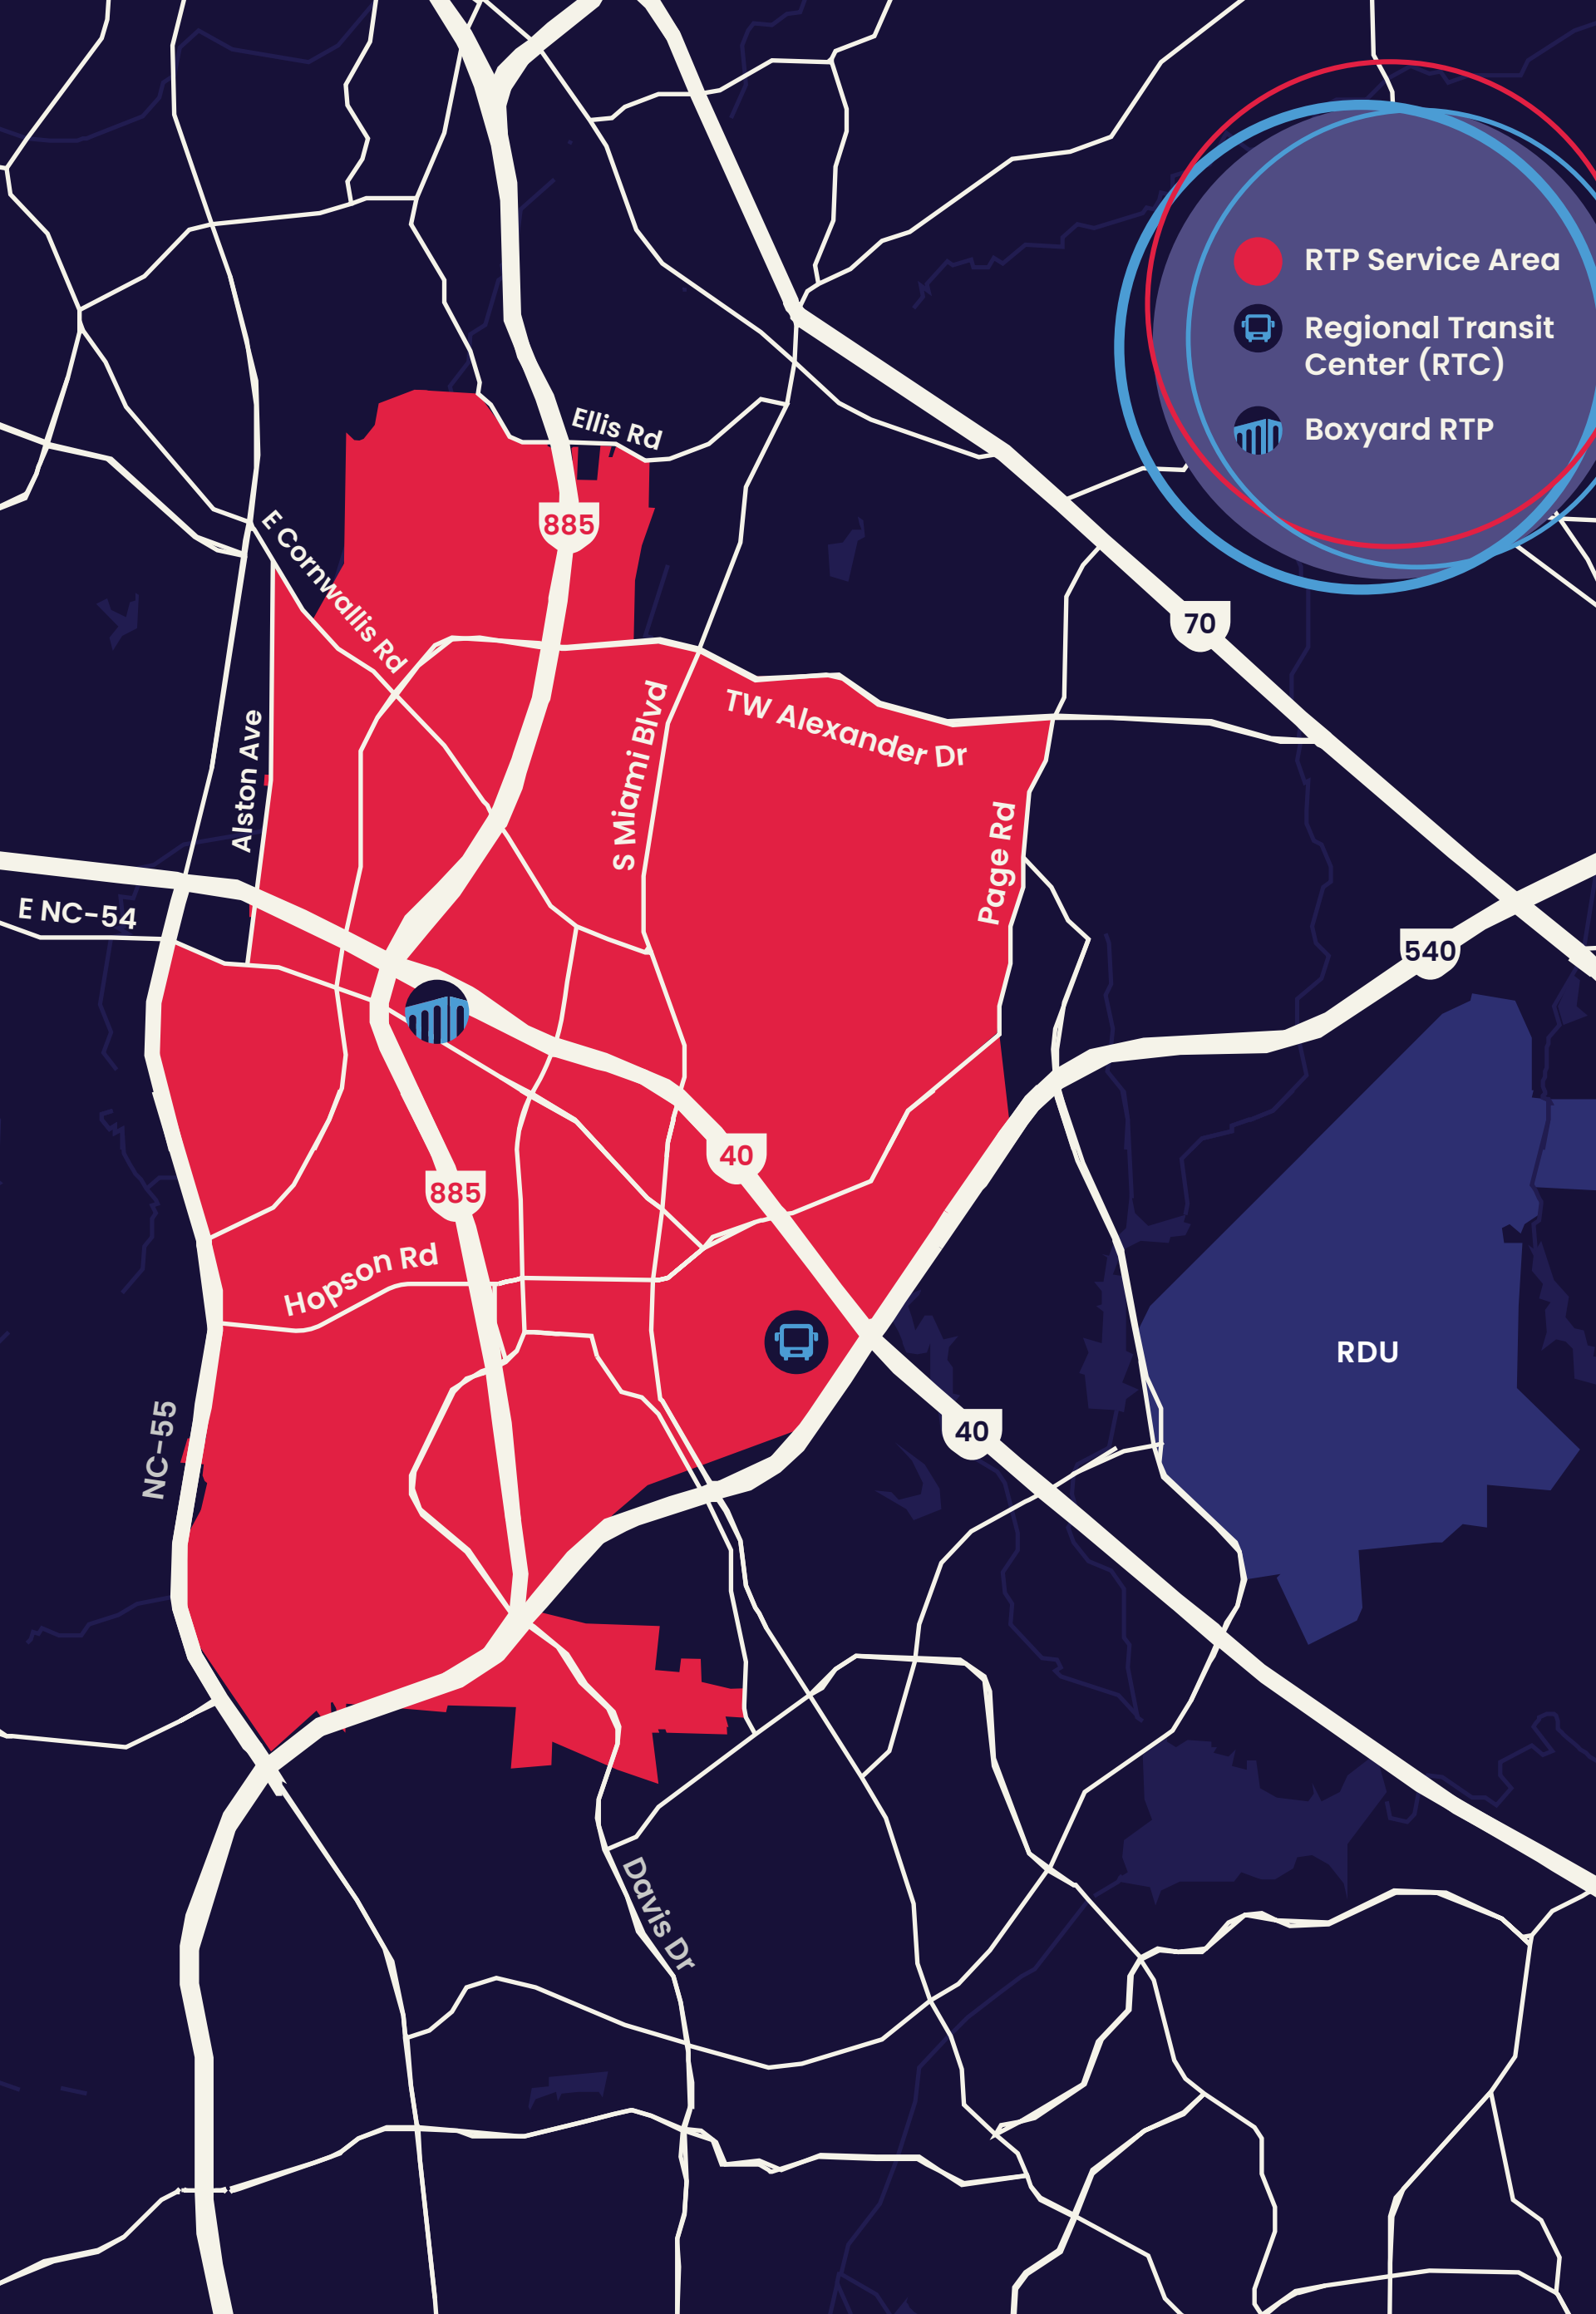 RTP Service Area
Regional Transit
Center (RTC)
Boxyard RTP
Ellis Rd
885
E Cornwallis Rd
70
Alston Ave
S Miami Blvd
TW Alexander Dr
Page Rd
E NC-54
540
40
885
Hopson Rd
RDU
NC-55
40
Davis Dr